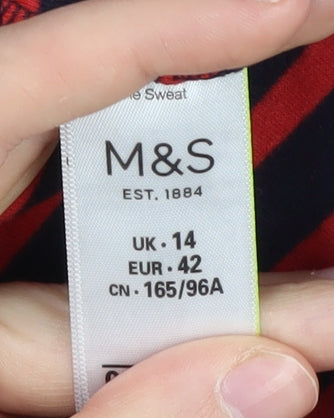 Sweat
M&S
EST. 1884
UK · 14
EUR · 42
CN · 165/96A